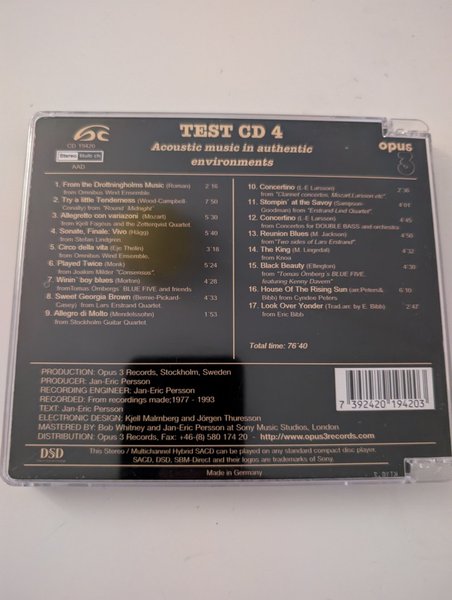 TEST CD 4
Acoustic music in authentic
environments
opus
3
CD 19420
Stereo Multi ch
AAD
1. From the Drottningholms Music (Roman) 2'16
from Omnibus Wind Ensemble.
2. Try a little Tenderness (Wood-Campbell- 7'50
Conally) from "Round Midnight"
3. Allegretto con variazoni (Mozart) 5'30
from Kjell Fagéus and the Zetterqvist Quartet
4. Sonate, Finale: Vivo (Hägg) 5'40
from Stefan Lindgren
5. Circo della vita (Eje Thelin) 3'18
from Omnibus Wind Ensemble.
6. Played Twice (Monk) 5'24
from Joakim Milder "Consensus".
7. Winin´boy blues (Morton) 4'28
from Tomas Ornbergs' BLUE FIVE and friends
8. Sweet Georgia Brown (Bernie-Pickard- 4'33
Casey) from Lars Erstrand Quartet.
9. Allegro di Molto (Mendelssohn) 1'53
from Stockholm Guitar Quartet
10. Concertino (L-E Larsson) 2'36
from "Clarinet concertos. Mozart, Larsson etc"
11. Stompin´ at the Savoy (Sampson- 4'01
Goodman) from "Erstrand Lind Quartet"
12. Concertino (L-E Larsson) 4'45
from Concertos for DOUBLE BASS and orchestra
13. Reunion Blues (M. Jackson) 4'58
from "Two sides of Lars Erstrand".
14. The King (M. Liegedal)
from Knoa
15. Black Beauty (Ellington) 4'39
from "Tomas Ornberg's BLUE FIVE,
featuring Kenny Davern"
16. House Of The Rising Sun (arr.Peters& 6'10
Bibb) from Cyndee Peters
17. Look Over Yonder (Trad.arr. by E. Bibb) 2'42
from Eric Bibb
Total time: 76'40
PRODUCTION: Opus 3 Records, Stockholm, Sweden
PRODUCER: Jan-Eric Persson
RECORDING ENGINEER: Jan-Eric Persson
RECORDED: From recordings made;1977 - 1993
TEXT: Jan-Eric Persson
ELECTRONIC DESIGN: Kjell Malmberg and Jörgen Thuresson
MASTERED BY: Bob Whitney and Jan-Eric Persson at Sony Music Studios, London
DISTRIBUTION: Opus 3 Records, Fax: +46-(8) 580 174 20 - http://www.opus3records.com
7 392420 194203
DSD
This Stereo / Multichannel Hybrid SACD can be played on any standard compact disc player.
SACD, DSD, SBM-Direct and their logos are trademarks of Sony.
Made in Germany